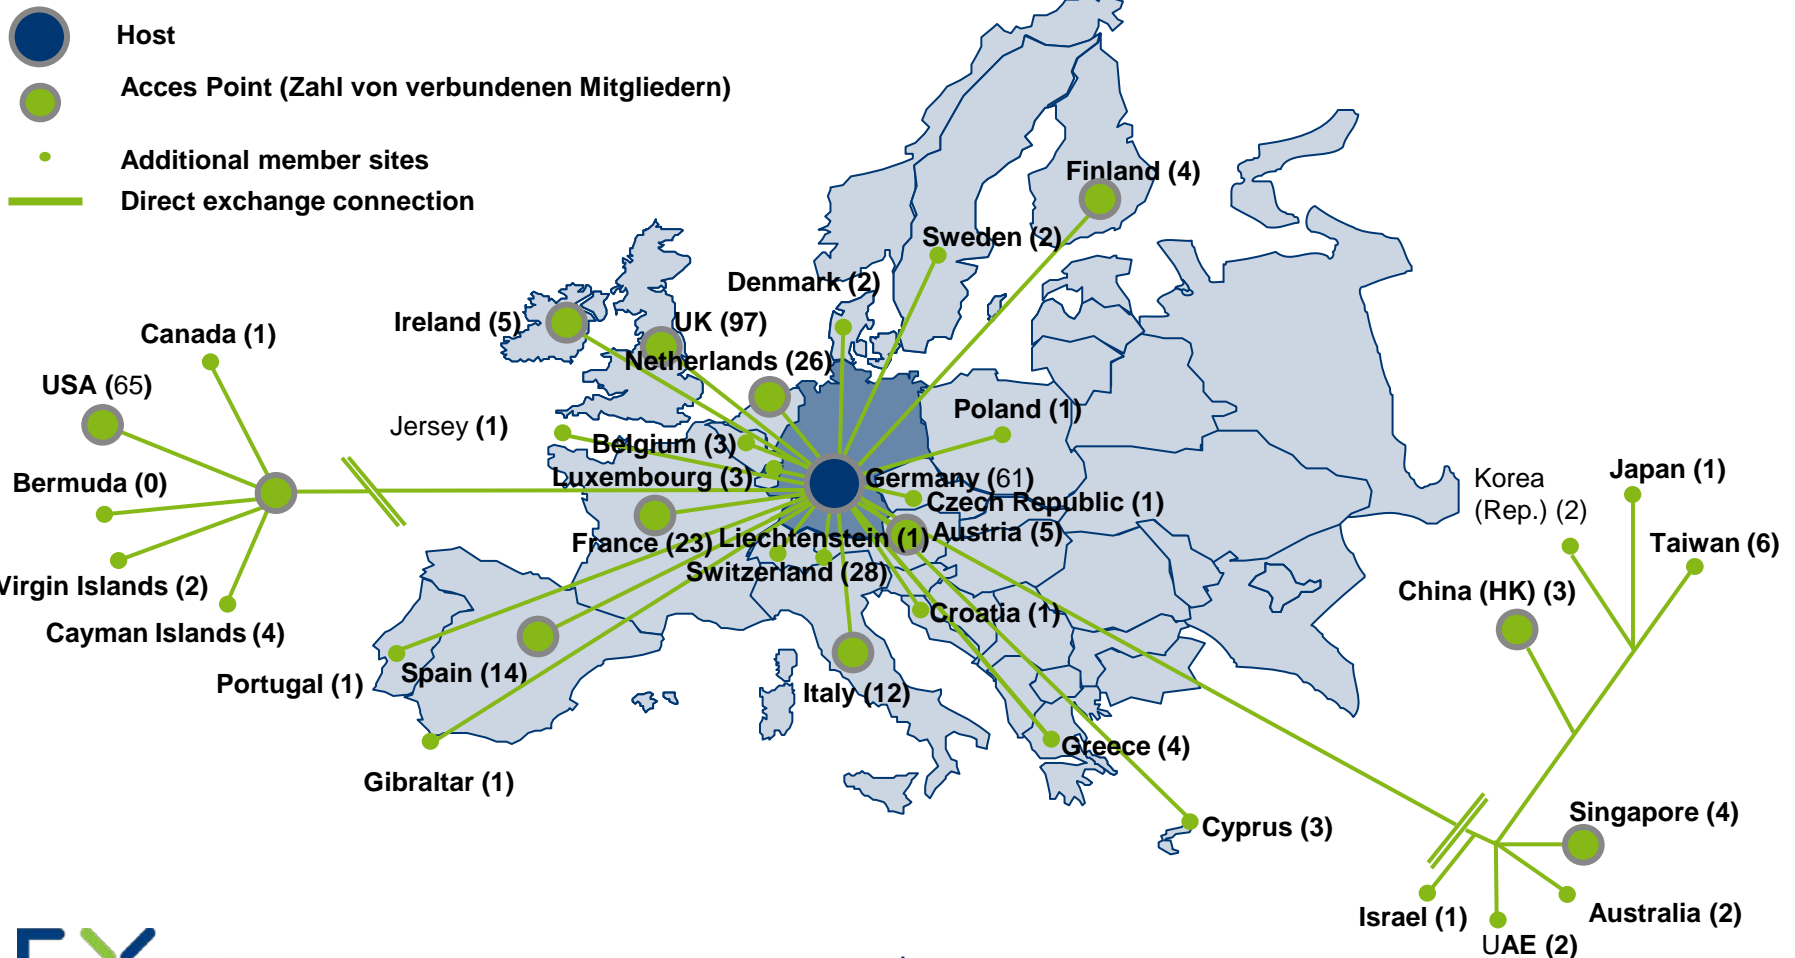 Host
Acces Point (Zahl von verbundenen Mitgliedern)
Additional member sites
Direct exchange connection
Finland (4)
Sweden (2)
Denmark (2)
Ireland (5)
UK (97)
Canada (1)
Netherlands (26)
USA (65)
Poland (1)
Jersey (1)
Belgium (3)
Luxembourg (3)
Germany (61)
Bermuda (0)
Czech Republic (1)
Korea
(Rep.) (2)
Japan (1)
France (23)
Liechtenstein (1)
Austria (5)
Taiwan (6)
Switzerland (28)
Virgin Islands (2)
China (HK) (3)
Croatia (1)
Cayman Islands (4)
Portugal (1)
Spain (14)
Italy (12)
Greece (4)
Gibraltar (1)
Singapore (4)
Cyprus (3)
Israel (1)
Australia (2)
UAE (2)